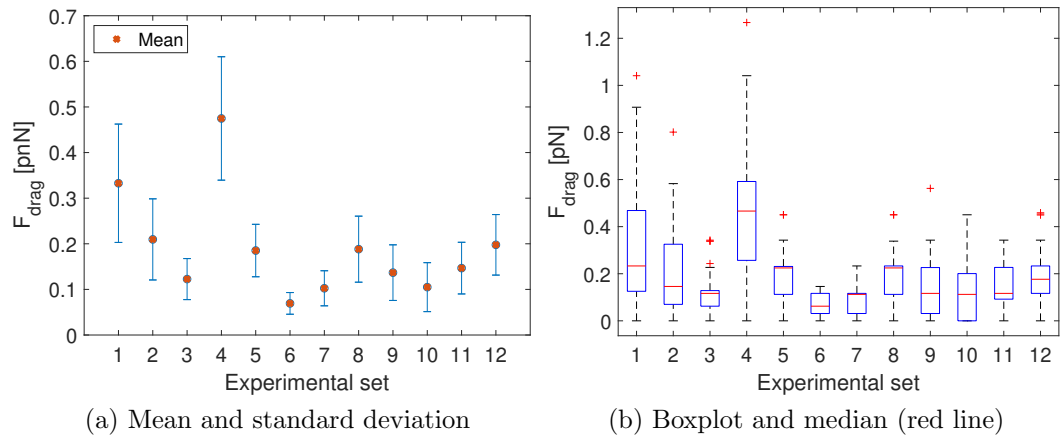 0.7
0.6
0.5
0.4
0.3
0.2
0.1
0
F_drag [pnN]
Mean
1 2 3 4 5 6 7 8 9 10 11 12
Experimental set
(a) Mean and standard deviation
1.2
1
0.8
0.6
0.4
0.2
0
F_drag [pN]
1 2 3 4 5 6 7 8 9 10 11 12
Experimental set
(b) Boxplot and median (red line)